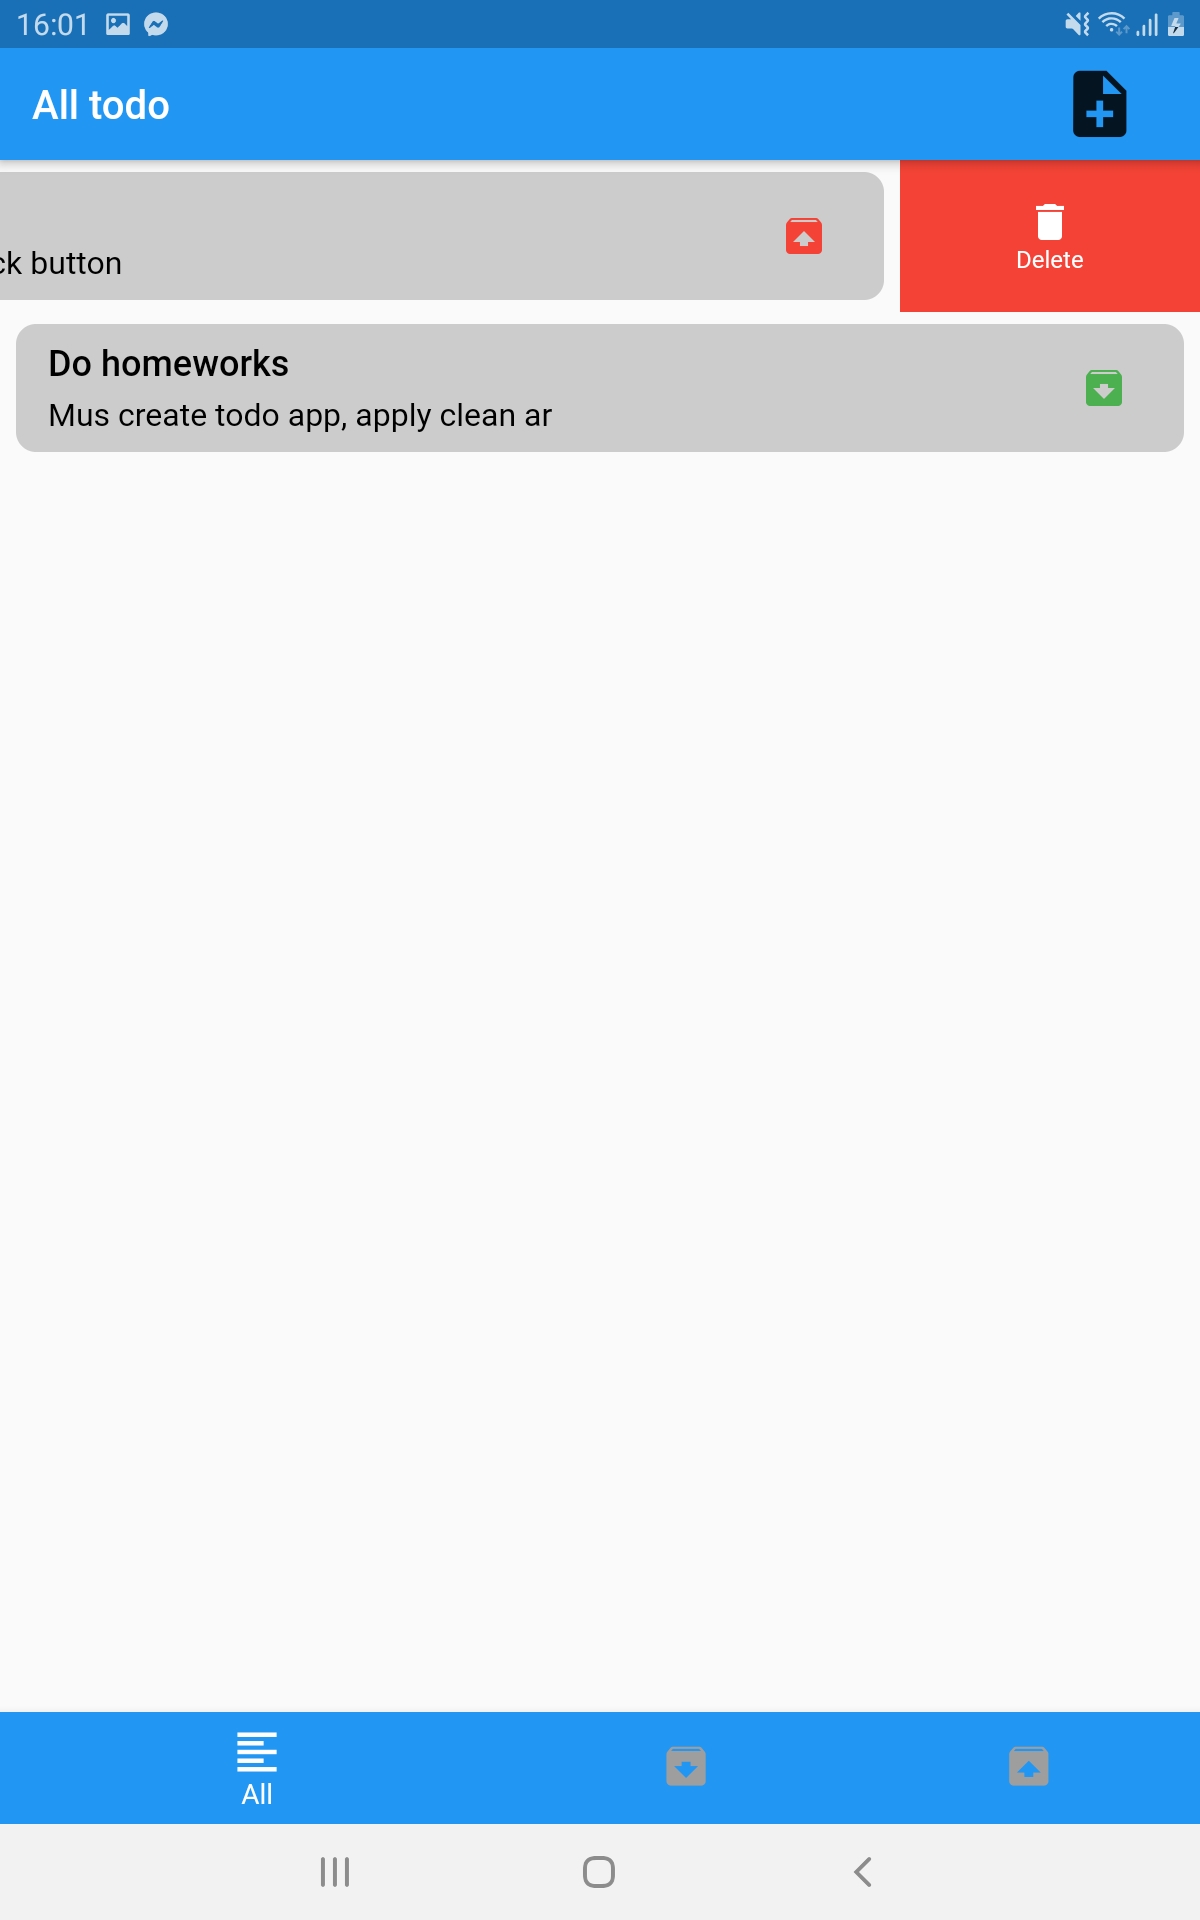 16:01
All todo
ck button
Delete
Do homeworks
Mus create todo app, apply clean ar
All